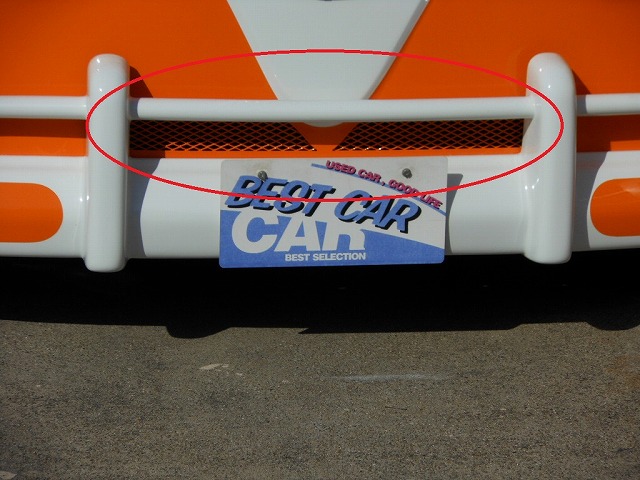 USED CAR. GOOD LIFE
BEST CAR
CAR
BEST SELECTION